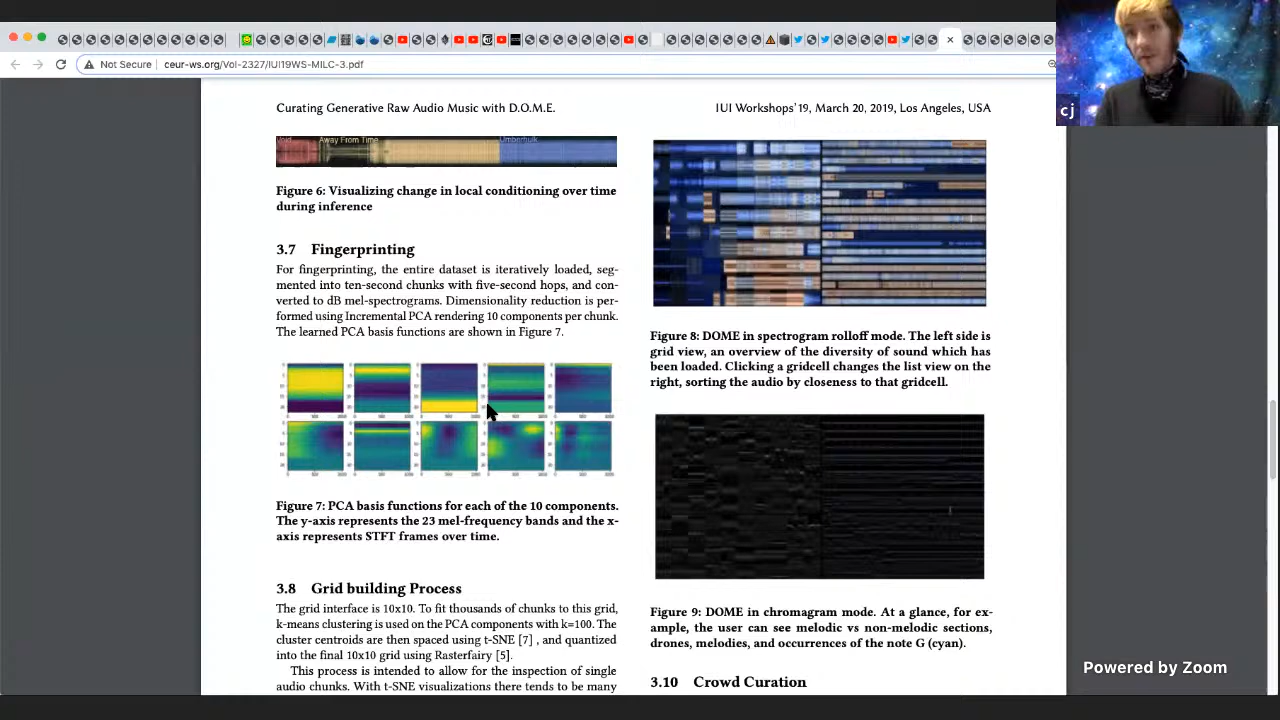 Not Secure
ceur-ws.org/Vol-2327/IUI19WS-MILC-3.pdf
cj
Curating Generative Raw Audio Music with D.O.M.E.
IUI Workshops'19, March 20, 2019, Los Angeles, USA
Void
Away From Time
Umberhulk
Figure 6: Visualizing change in local conditioning over time
during inference
3.7 Fingerprinting
For fingerprinting, the entire dataset is iteratively loaded, seg-
mented into ten-second chunks with five-second hops, and con-
verted to dB mel-spectrograms. Dimensionality reduction is per-
formed using Incremental PCA rendering 10 components per chunk.
The learned PCA basis functions are shown in Figure 7.
Figure 7: PCA basis functions for each of the 10 components.
The y-axis represents the 23 mel-frequency bands and the x-
axis represents STFT frames over time.
3.8 Grid building Process
The grid interface is 10x10. To fit thousands of chunks to this grid,
k-means clustering is used on the PCA components with k=100. The
cluster centroids are then spaced using t-SNE [7] , and quantized
into the final 10x10 grid using Rasterfairy [5].
This process is intended to allow for the inspection of single
audio chunks. With t-SNE visualizations there tends to be many
Figure 8: DOME in spectrogram rolloff mode. The left side is
grid view, an overview of the diversity of sound which has
been loaded. Clicking a gridcell changes the list view on the
right, sorting the audio by closeness to that gridcell.
Figure 9: DOME in chromagram mode. At a glance, for ex-
ample, the user can see melodic vs non-melodic sections,
drones, melodies, and occurrences of the note G (cyan).
3.10 Crowd Curation
Powered by Zoom